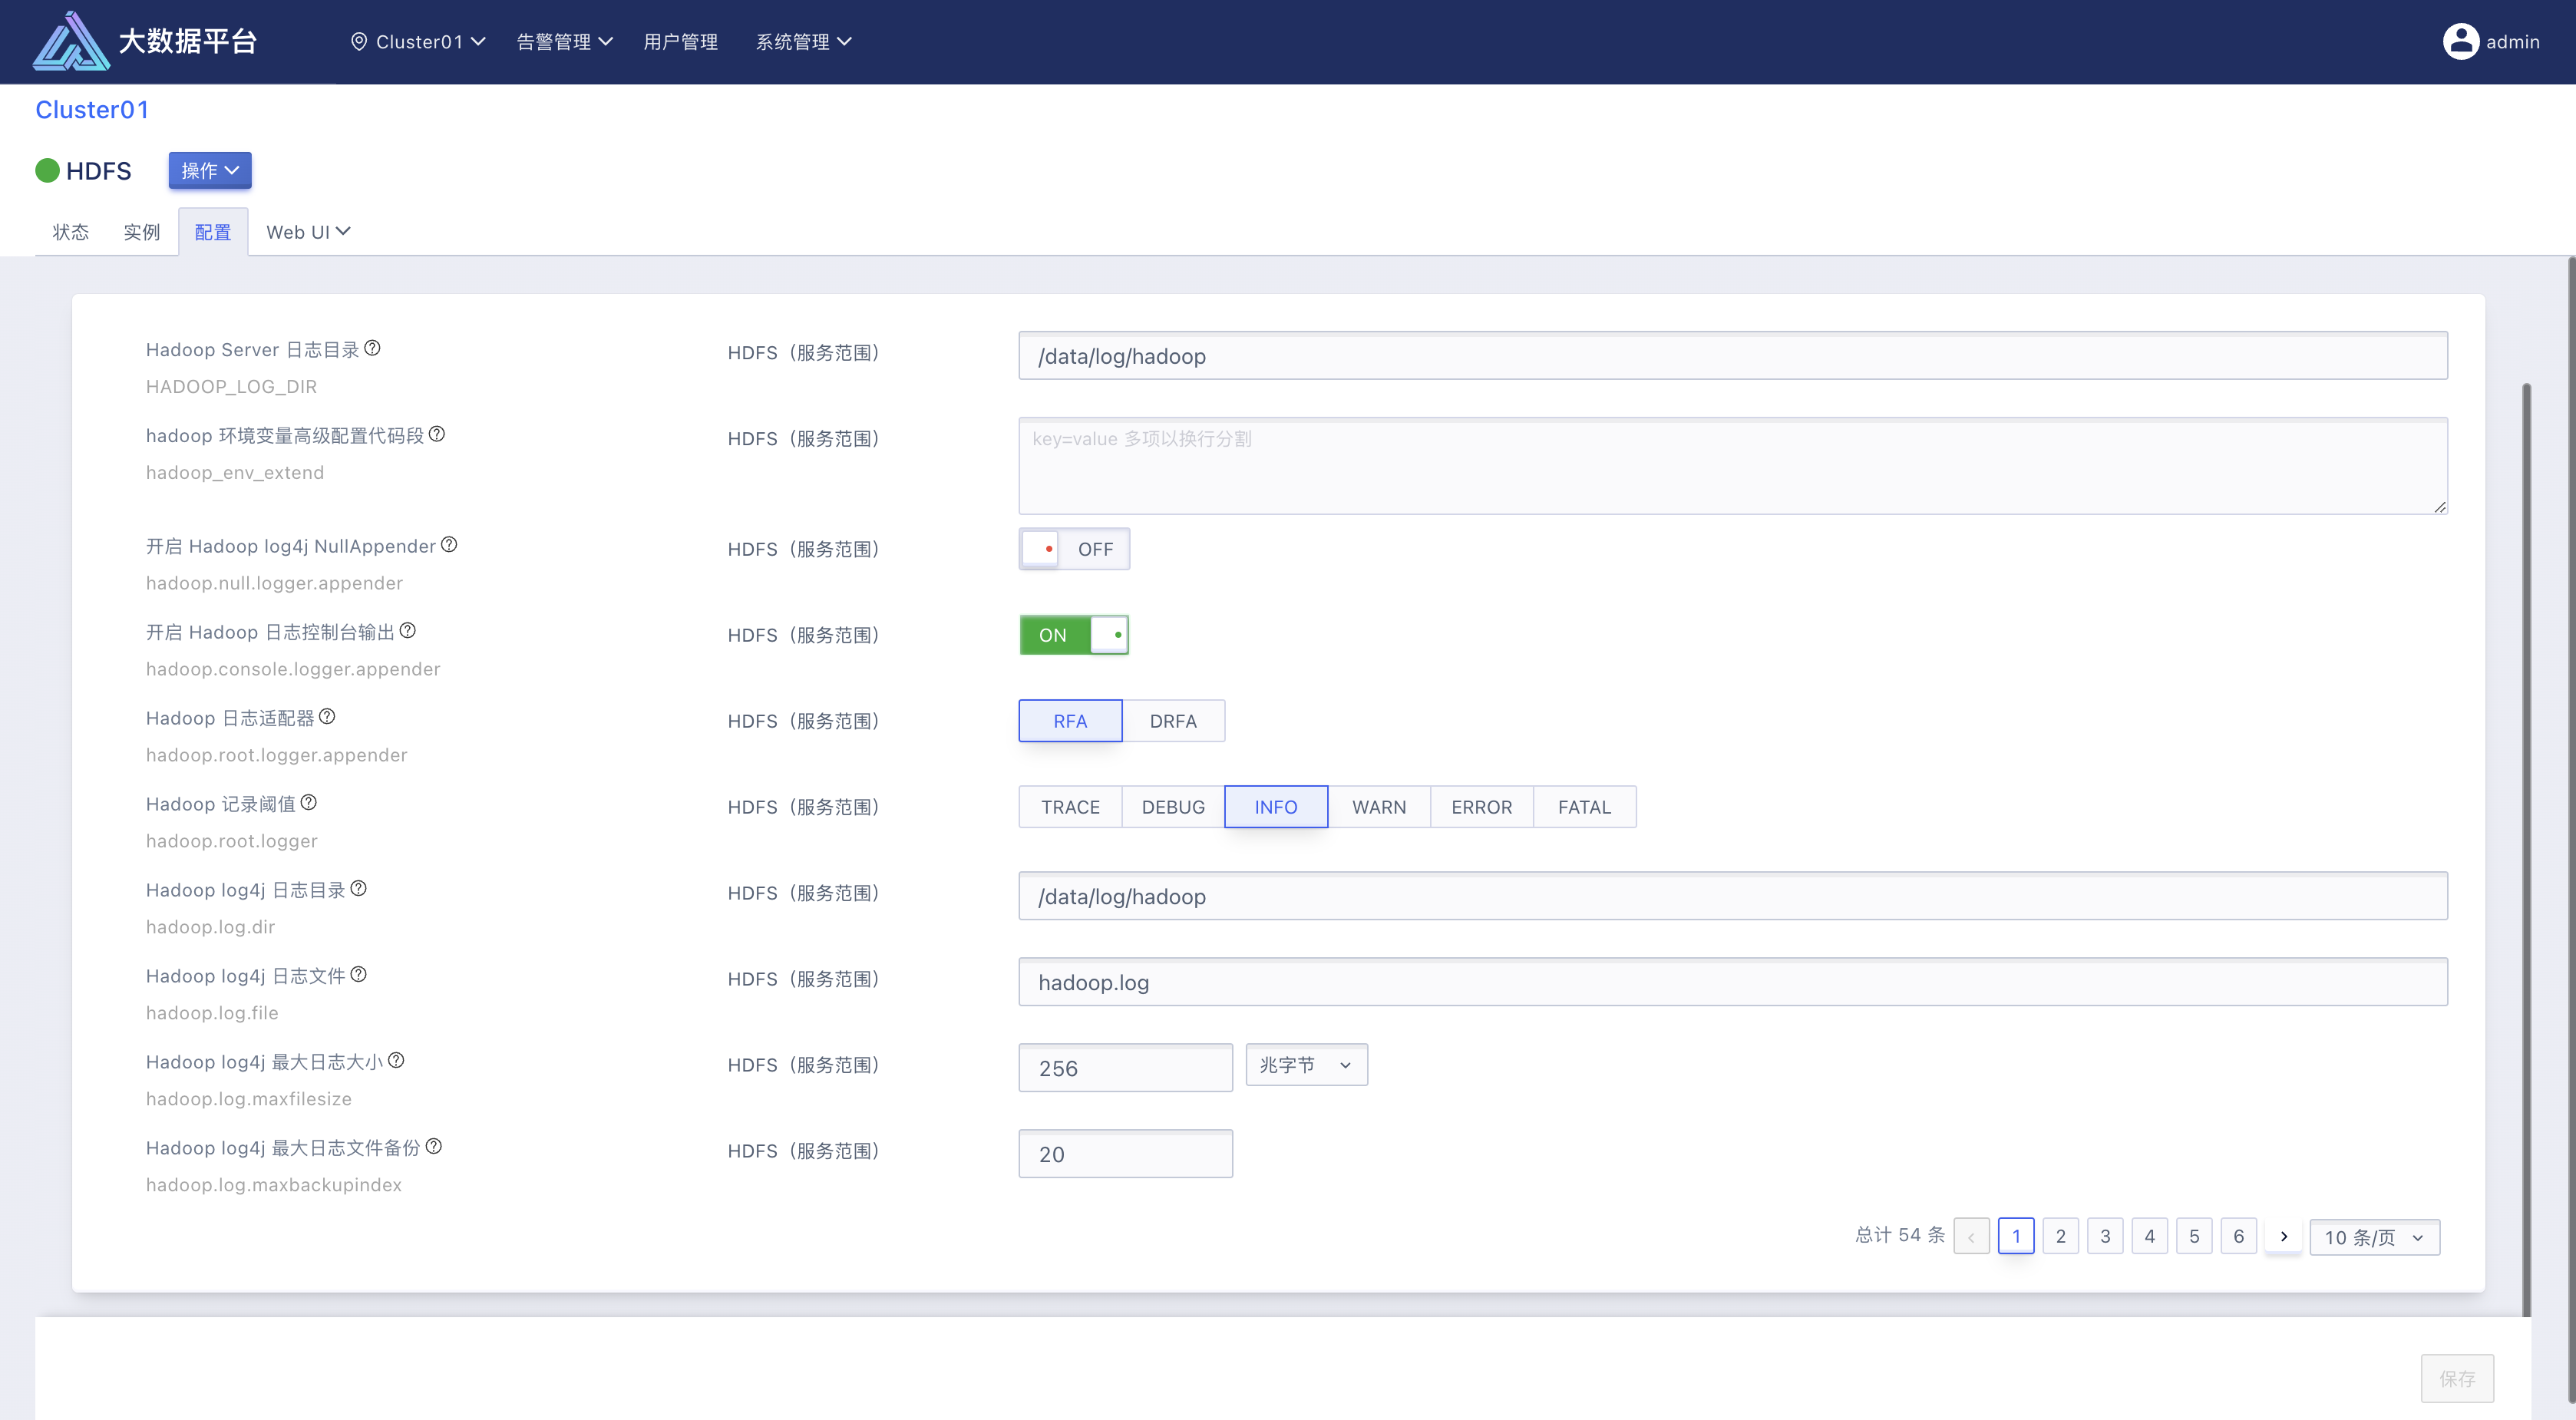 大数据平台 Cluster01 告警管理 用户管理 系统管理 admin
Cluster01
HDFS 操作
状态 实例 配置 Web UI
Hadoop Server 日志目录 HDFS（服务范围） /data/log/hadoop
HADOOP_LOG_DIR
hadoop 环境变量高级配置代码段 HDFS（服务范围） key=value 多项以换行分割
hadoop_env_extend
开启 Hadoop log4j NullAppender HDFS（服务范围） OFF
hadoop.null.logger.appender
开启 Hadoop 日志控制台输出 HDFS（服务范围） ON
hadoop.console.logger.appender
Hadoop 日志适配器 HDFS（服务范围） RFA DRFA
hadoop.root.logger.appender
Hadoop 记录阈值 HDFS（服务范围） TRACE DEBUG INFO WARN ERROR FATAL
hadoop.root.logger
Hadoop log4j 日志目录 HDFS（服务范围） /data/log/hadoop
hadoop.log.dir
Hadoop log4j 日志文件 HDFS（服务范围） hadoop.log
hadoop.log.file
Hadoop log4j 最大日志大小 HDFS（服务范围） 256 兆字节
hadoop.log.maxfilesize
Hadoop log4j 最大日志文件备份 HDFS（服务范围） 20
hadoop.log.maxbackupindex
总计 54 条 1 2 3 4 5 6 10 条/页
保存